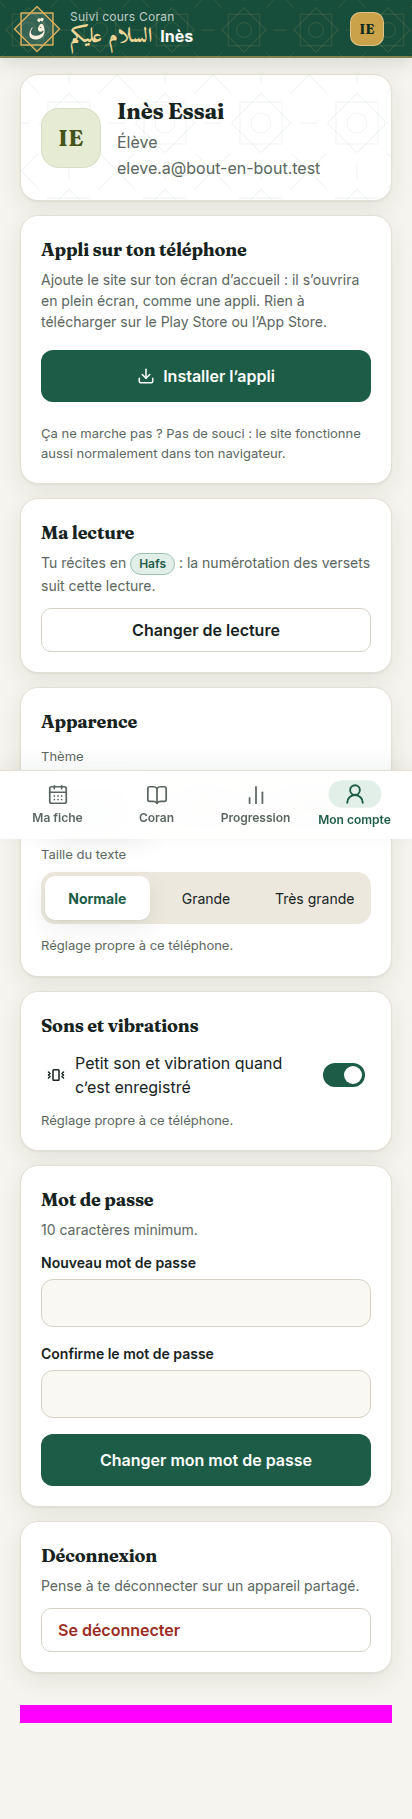 ق
Suivi cours Coran
السلام عليكم Inès
IE
IE
Inès Essai
Élève
eleve.a@bout-en-bout.test
Appli sur ton téléphone
Ajoute le site sur ton écran d’accueil : il s’ouvrira
en plein écran, comme une appli. Rien à
télécharger sur le Play Store ou l’App Store.
Installer l’appli
Ça ne marche pas ? Pas de souci : le site fonctionne
aussi normalement dans ton navigateur.
Ma lecture
Tu récites en Hafs : la numérotation des versets
suit cette lecture.
Changer de lecture
Apparence
Thème
Ma fiche Coran Progression Mon compte
Taille du texte
Normale Grande Très grande
Réglage propre à ce téléphone.
Sons et vibrations
Petit son et vibration quand
c’est enregistré
Réglage propre à ce téléphone.
Mot de passe
10 caractères minimum.
Nouveau mot de passe
Confirme le mot de passe
Changer mon mot de passe
Déconnexion
Pense à te déconnecter sur un appareil partagé.
Se déconnecter